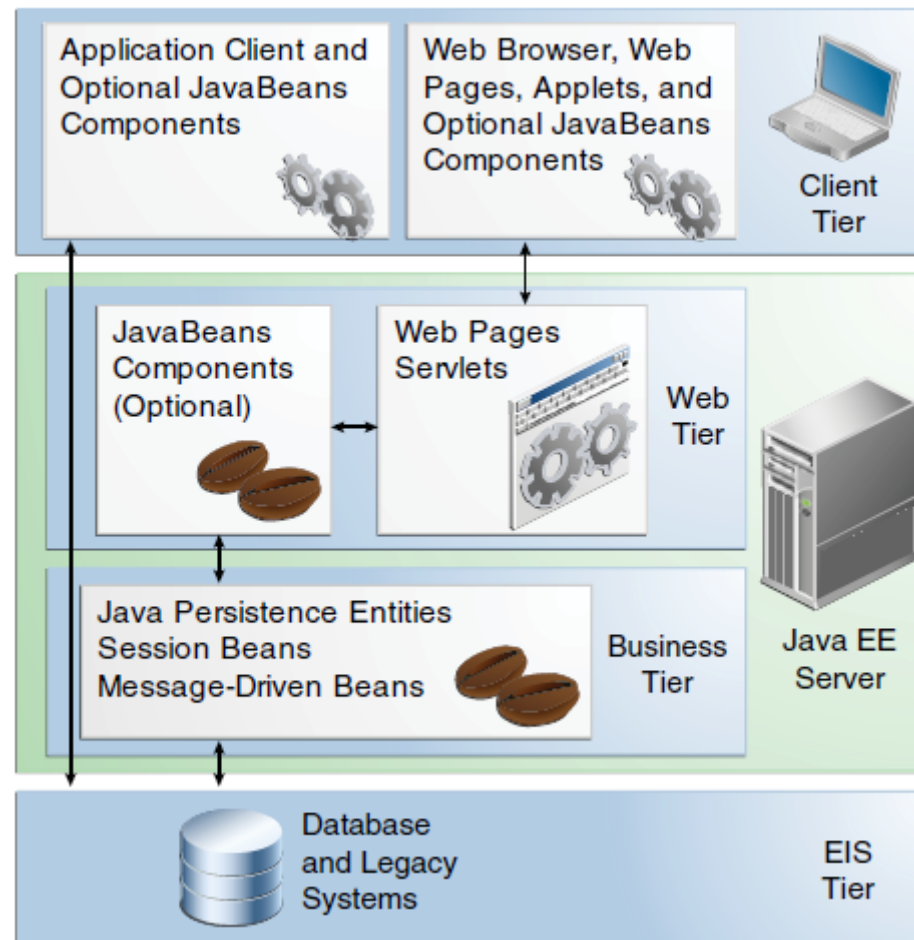 Application Client and
Optional JavaBeans
Components
Web Browser, Web
Pages, Applets, and
Optional JavaBeans
Components
Client
Tier
JavaBeans
Components
(Optional)
Web Pages
Servlets
Web
Tier
Java Persistence Entities
Session Beans
Message-Driven Beans
Business
Tier
Java EE
Server
Database
and Legacy
Systems
EIS
Tier